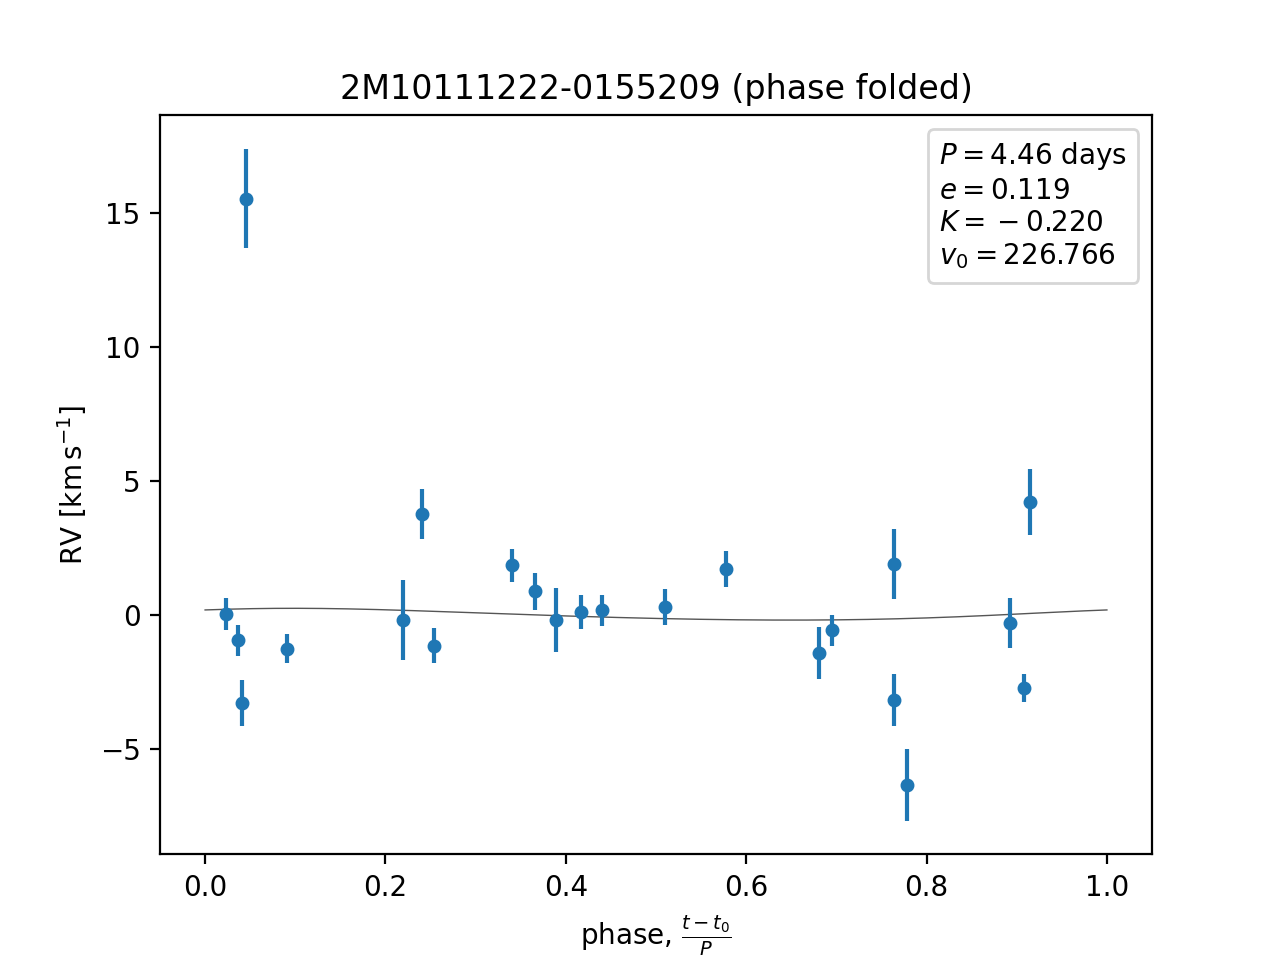 2M10111222-0155209 (phase folded)
P = 4.46 days
e = 0.119
K = −0.220
v₀ = 226.766
15
10
5
0
−5
RV [km s⁻¹]
0.0 0.2 0.4 0.6 0.8 1.0
phase, (t − t₀)/P